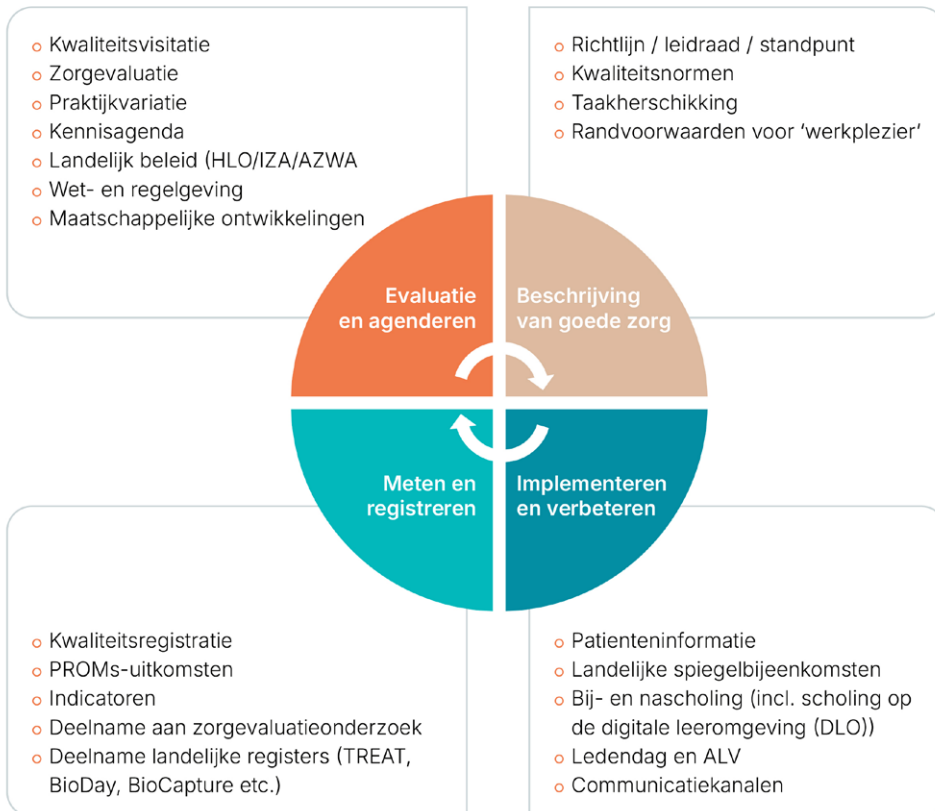 Kwaliteitsvisitatie
Zorgevaluatie
Praktijkvariatie
Kennisagenda
Landelijk beleid (HLO/IZA/AZWA
Wet- en regelgeving
Maatschappelijke ontwikkelingen
Richtlijn / leidraad / standpunt
Kwaliteitsnormen
Taakherschikking
Randvoorwaarden voor ‘werkplezier’
Evaluatie
en agenderen
Beschrijving
van goede zorg
Meten en
registreren
Implementeren
en verbeteren
Kwaliteitsregistratie
PROMs-uitkomsten
Indicatoren
Deelname aan zorgevaluatieonderzoek
Deelname landelijke registers (TREAT,
BioDay, BioCapture etc.)
Patienteninformatie
Landelijke spiegelbijeenkomsten
Bij- en nascholing (incl. scholing op
de digitale leeromgeving (DLO))
Ledendag en ALV
Communicatiekanalen